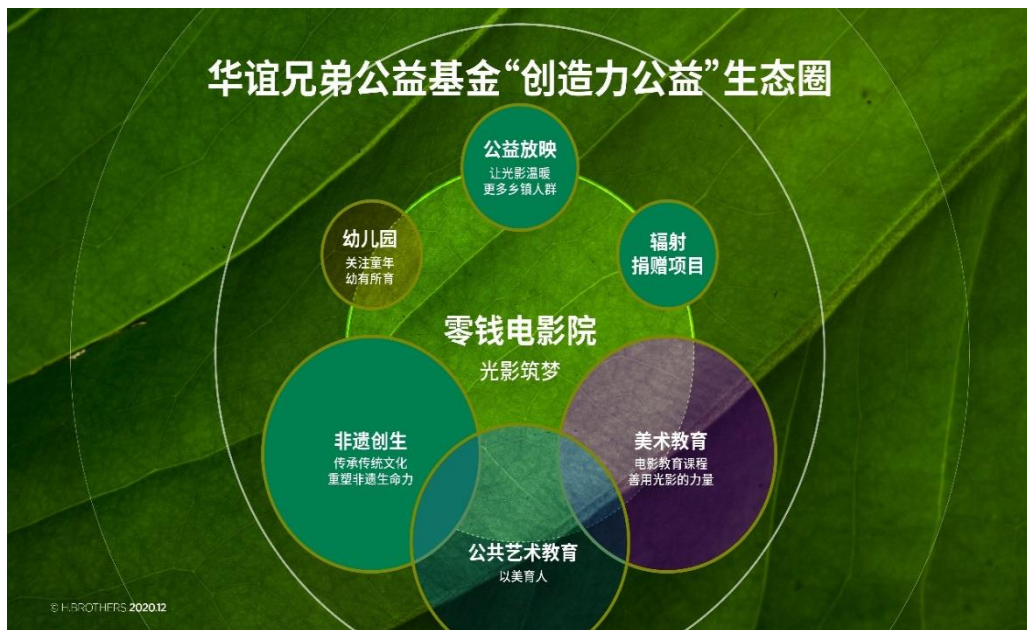 华谊兄弟公益基金“创造力公益”生态圈
公益放映
让光影温暖
更多乡镇人群
幼儿园
关注童年
幼有所育
辐射
捐赠项目
零钱电影院
光影筑梦
非遗创生
传承传统文化
重塑非遗生命力
美术教育
电影教育课程
善用光影的力量
公共艺术教育
以美育人
© H.BROTHERS 2020.12